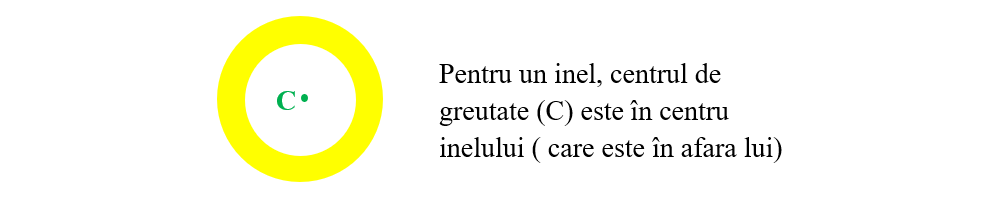 C
Pentru un inel, centrul de
greutate (C) este în centru
inelului ( care este în afara lui)